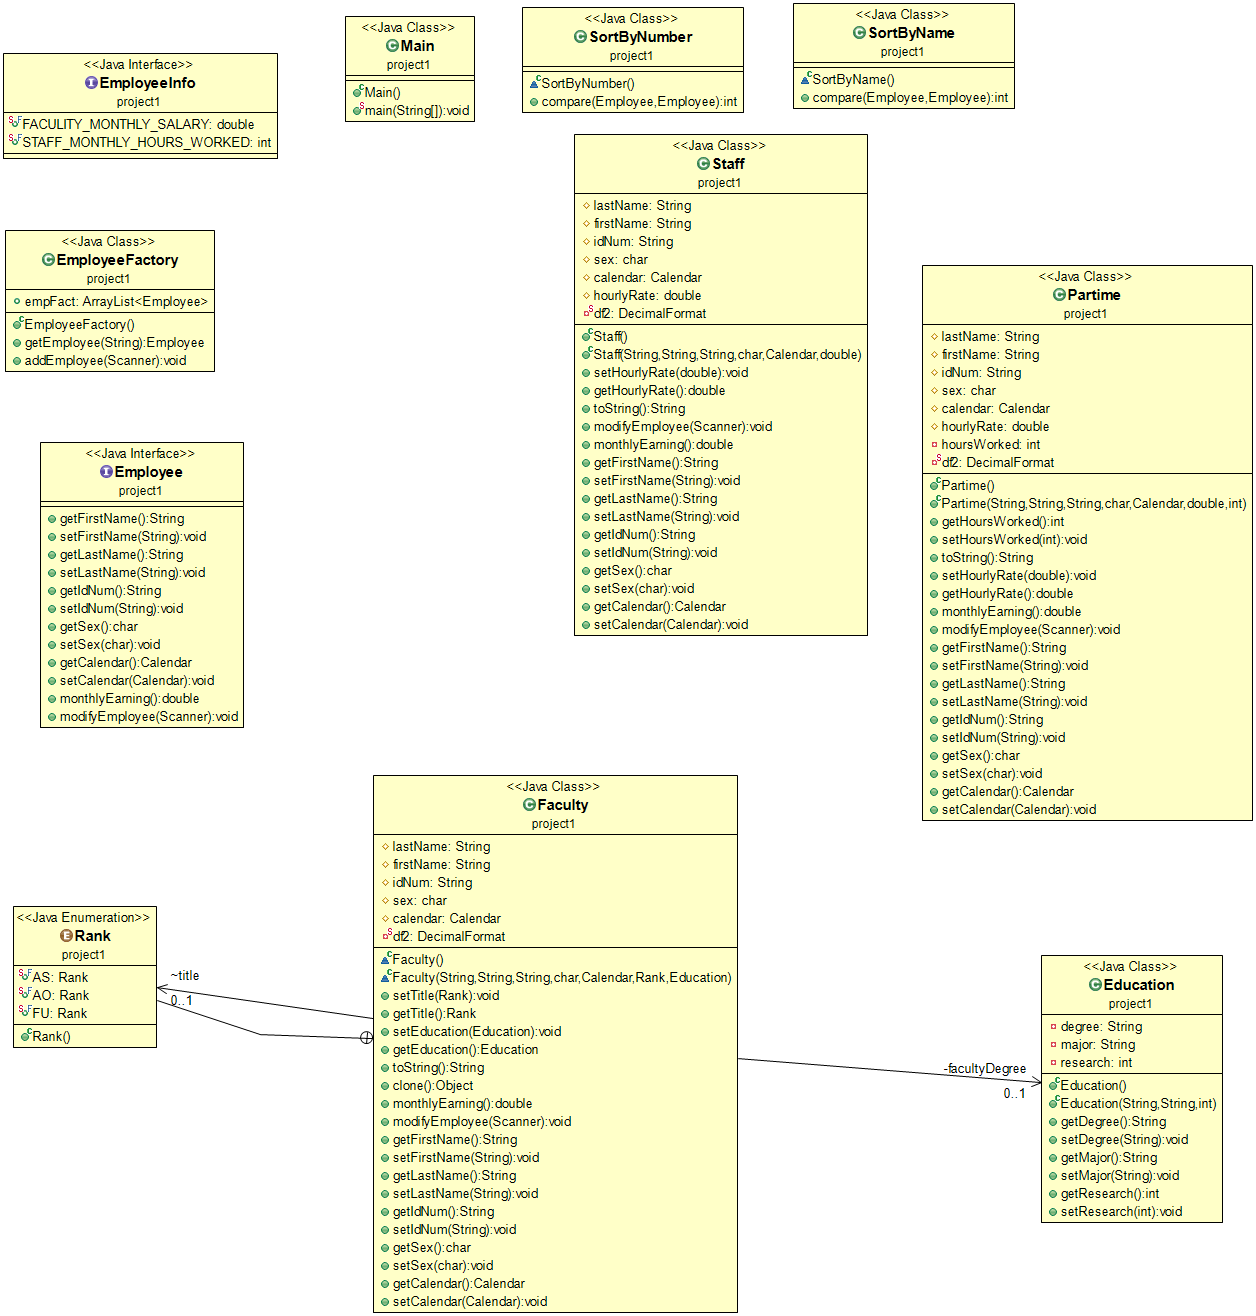 <<Java Interface>>
EmployeeInfo
project1
FACULITY_MONTHLY_SALARY: double
STAFF_MONTHLY_HOURS_WORKED: int
<<Java Class>>
Main
project1
Main()
main(String[]):void
<<Java Class>>
SortByNumber
project1
SortByNumber()
compare(Employee,Employee):int
<<Java Class>>
SortByName
project1
SortByName()
compare(Employee,Employee):int
<<Java Class>>
EmployeeFactory
project1
empFact: ArrayList<Employee>
EmployeeFactory()
getEmployee(String):Employee
addEmployee(Scanner):void
<<Java Class>>
Staff
project1
lastName: String
firstName: String
idNum: String
sex: char
calendar: Calendar
hourlyRate: double
df2: DecimalFormat
Staff()
Staff(String,String,String,char,Calendar,double)
setHourlyRate(double):void
getHourlyRate():double
toString():String
modifyEmployee(Scanner):void
monthlyEarning():double
getFirstName():String
setFirstName(String):void
getLastName():String
setLastName(String):void
getIdNum():String
setIdNum(String):void
getSex():char
setSex(char):void
getCalendar():Calendar
setCalendar(Calendar):void
<<Java Class>>
Partime
project1
lastName: String
firstName: String
idNum: String
sex: char
calendar: Calendar
hourlyRate: double
hoursWorked: int
df2: DecimalFormat
Partime()
Partime(String,String,String,char,Calendar,double,int)
getHoursWorked():int
setHoursWorked(int):void
toString():String
setHourlyRate(double):void
getHourlyRate():double
monthlyEarning():double
modifyEmployee(Scanner):void
getFirstName():String
setFirstName(String):void
getLastName():String
setLastName(String):void
getIdNum():String
setIdNum(String):void
getSex():char
setSex(char):void
getCalendar():Calendar
setCalendar(Calendar):void
<<Java Interface>>
Employee
project1
getFirstName():String
setFirstName(String):void
getLastName():String
setLastName(String):void
getIdNum():String
setIdNum(String):void
getSex():char
setSex(char):void
getCalendar():Calendar
setCalendar(Calendar):void
monthlyEarning():double
modifyEmployee(Scanner):void
<<Java Class>>
Faculty
project1
lastName: String
firstName: String
idNum: String
sex: char
calendar: Calendar
df2: DecimalFormat
Faculty()
Faculty(String,String,String,char,Calendar,Rank,Education)
setTitle(Rank):void
getTitle():Rank
setEducation(Education):void
getEducation():Education
toString():String
clone():Object
monthlyEarning():double
modifyEmployee(Scanner):void
getFirstName():String
setFirstName(String):void
getLastName():String
setLastName(String):void
getIdNum():String
setIdNum(String):void
getSex():char
setSex(char):void
getCalendar():Calendar
setCalendar(Calendar):void
<<Java Enumeration>>
Rank
project1
AS: Rank
AO: Rank
FU: Rank
Rank()
~title
0..1
-facultyDegree
0..1
<<Java Class>>
Education
project1
degree: String
major: String
research: int
Education()
Education(String,String,int)
getDegree():String
setDegree(String):void
getMajor():String
setMajor(String):void
getResearch():int
setResearch(int):void